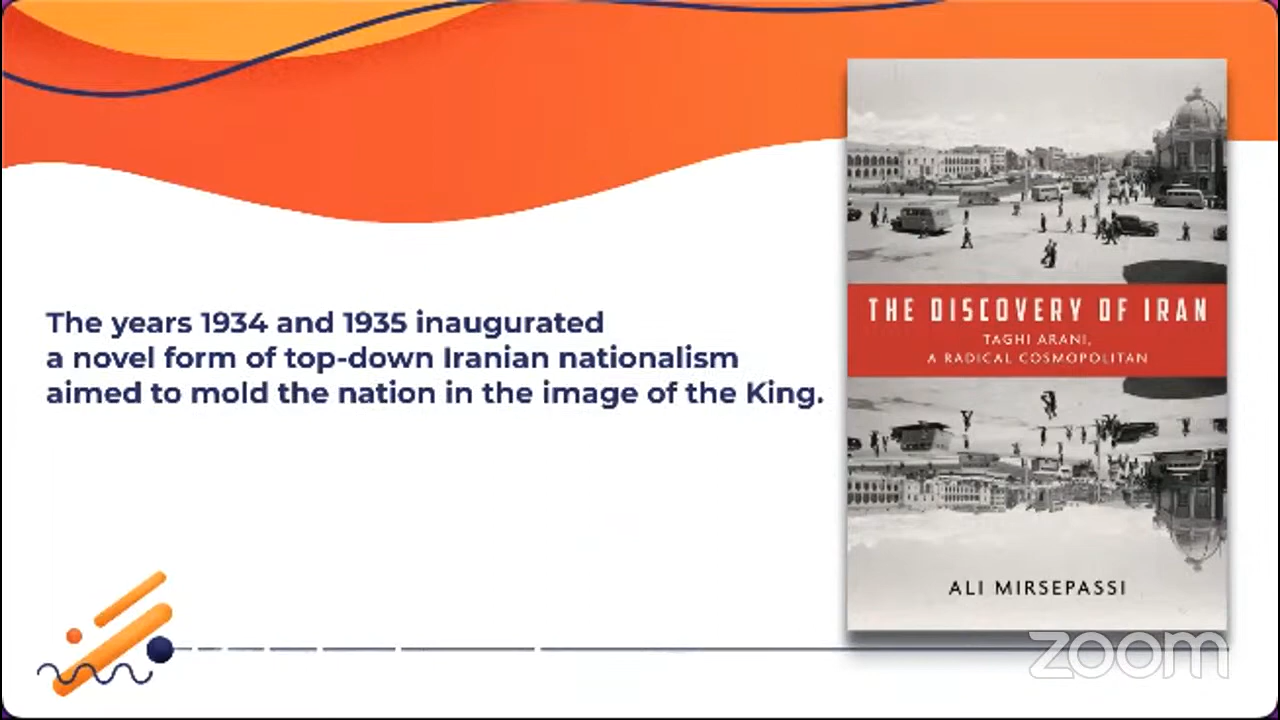 The years 1934 and 1935 inaugurated
a novel form of top-down Iranian nationalism
aimed to mold the nation in the image of the King.
THE DISCOVERY OF IRAN
TAGHI ARANI,
A RADICAL COSMOPOLITAN
ALI MIRSEPASSI
zoom